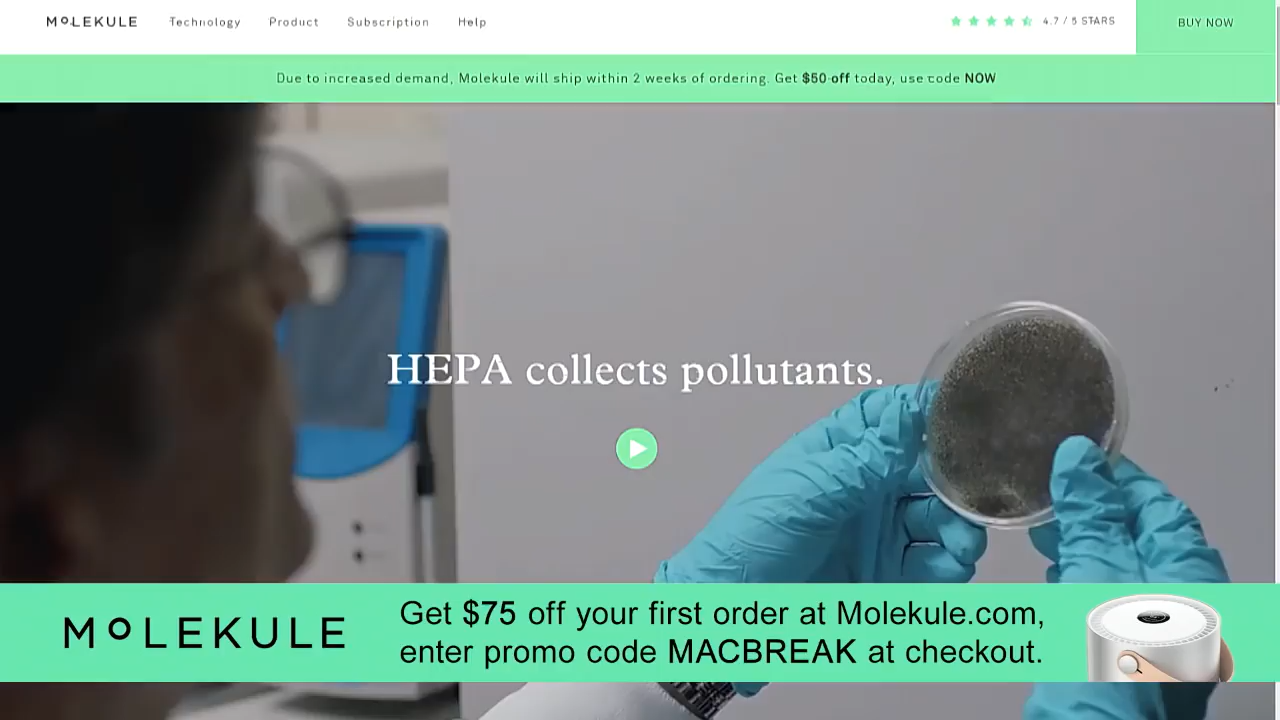 MOLEKULE Technology Product Subscription Help 4.7 / 5 STARS BUY NOW
Due to increased demand, Molekule will ship within 2 weeks of ordering. Get $50 off today, use code NOW
HEPA collects pollutants.
MOLEKULE
Get $75 off your first order at Molekule.com,
enter promo code MACBREAK at checkout.